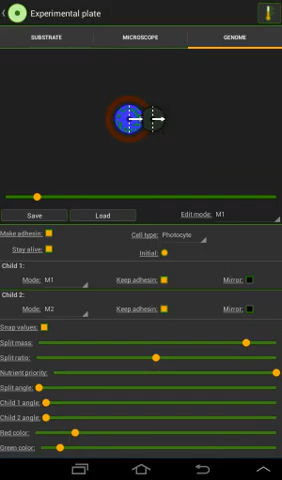 Experimental plate
SUBSTRATE MICROSCOPE GENOME
Save Load Edit mode: M1
Make adhesin: Cell type: Photocyte
Stay alive: Initial:
Child 1:
Mode: M1 Keep adhesin: Mirror:
Child 2:
Mode: M2 Keep adhesin: Mirror:
Snap values:
Split mass:
Split ratio:
Nutrient priority:
Split angle:
Child 1 angle:
Child 2 angle:
Red color:
Green color: